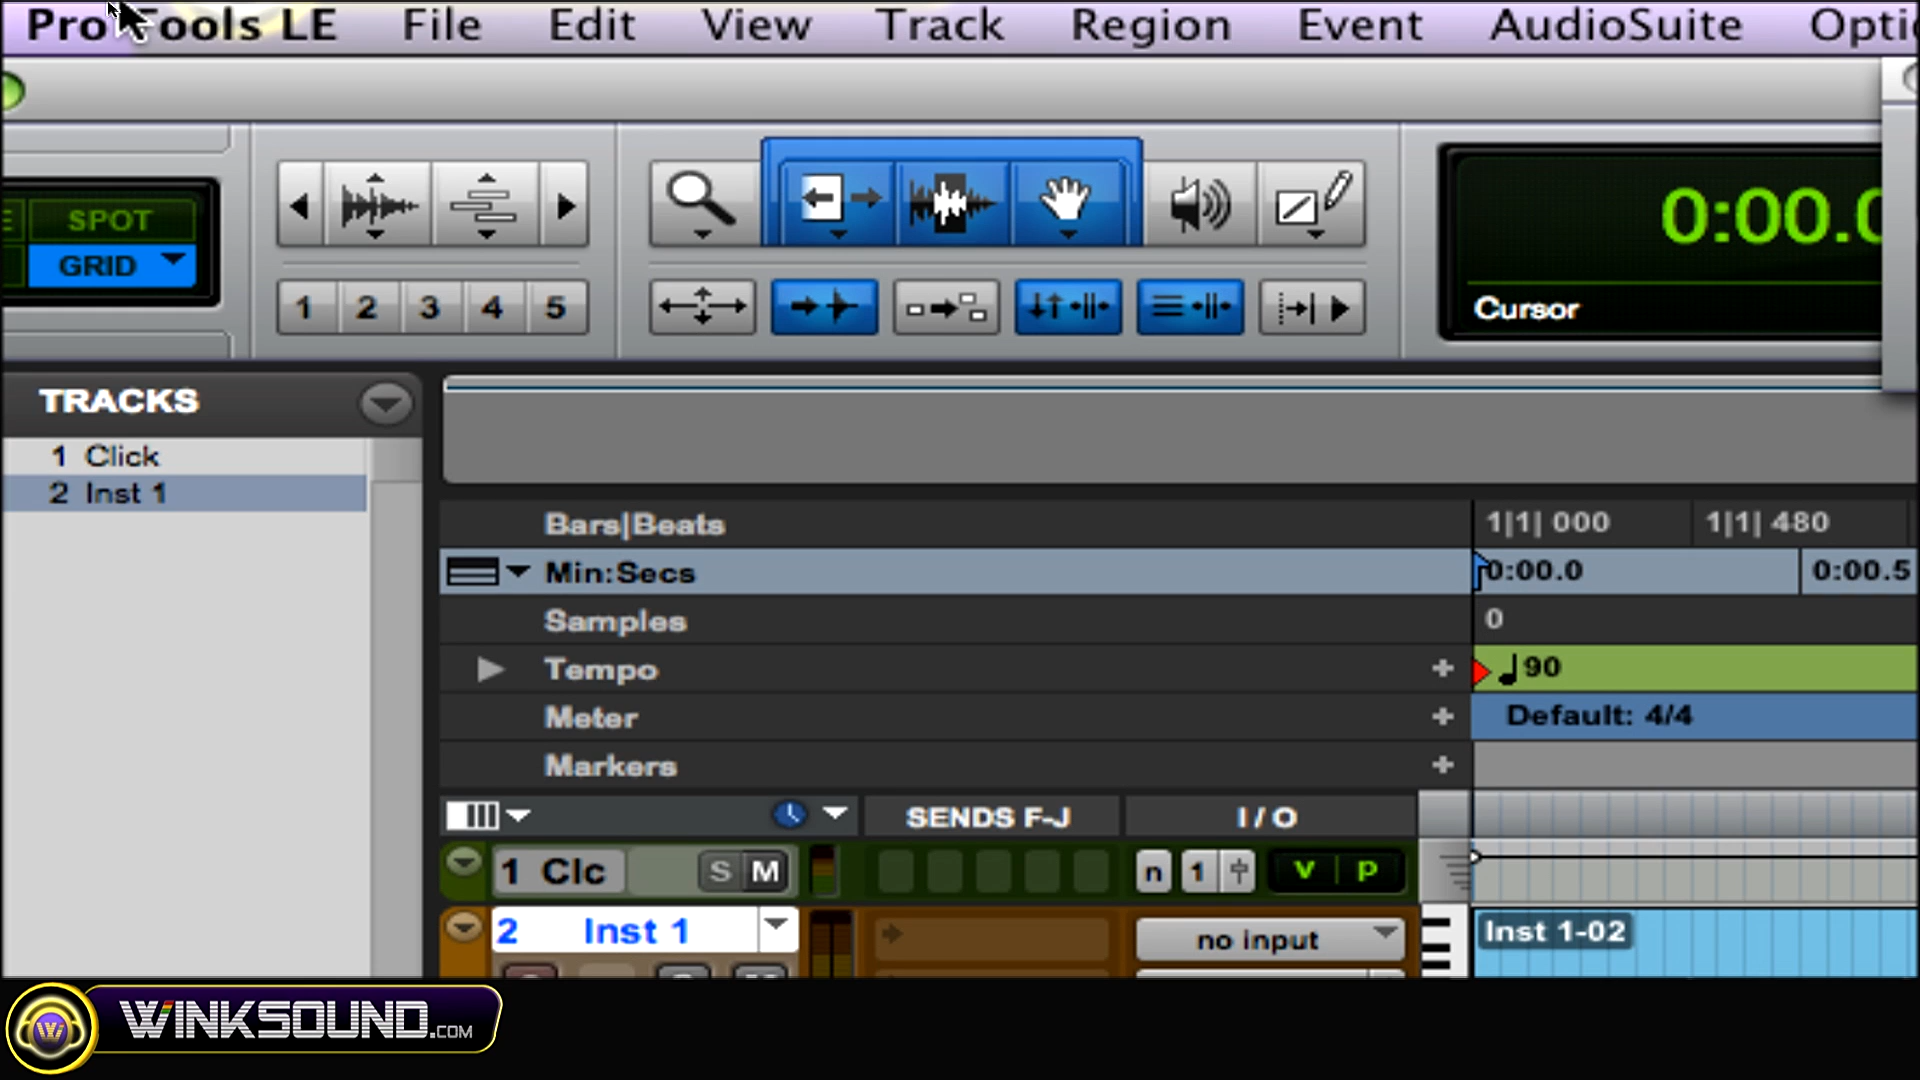 Pro Tools LE File Edit View Track Region Event AudioSuite
SPOT
GRID
1 2 3 4 5
0:00.0
Cursor
TRACKS
1 Click
2 Inst 1
Bars|Beats 1|1| 000 1|1| 480
Min:Secs 0:00.0 0:00.5
Samples 0
Tempo + 90
Meter + Default: 4/4
Markers +
SENDS F-J I / O
1 Clc S M n 1 v p
2 Inst 1 no input Inst 1-02
WINKSOUND.COM